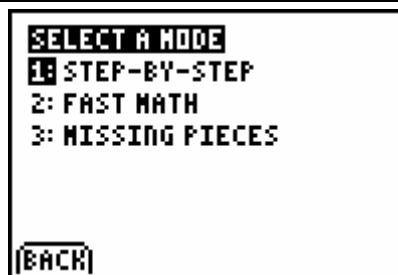 SELECT A MODE
1: STEP-BY-STEP
2: FAST MATH
3: MISSING PIECES
BACK